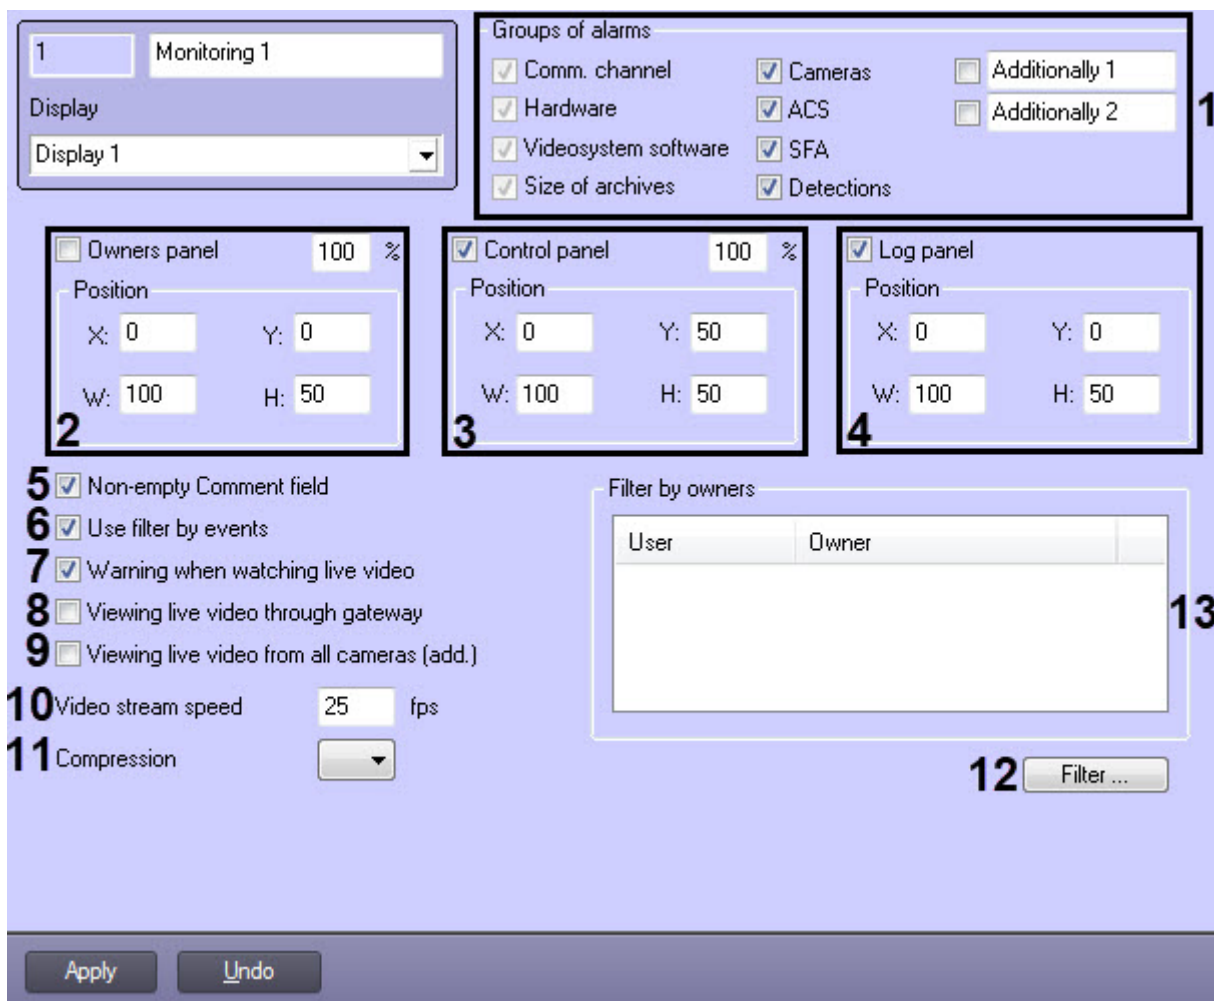 1 Monitoring 1
Display
Display 1
Groups of alarms
Comm. channel Cameras Additionally 1
Hardware ACS Additionally 2
Videosystem software SFA
Size of archives Detections
1
Owners panel 100 %
Position
X: 0 Y: 0
W: 100 H: 50
2
Control panel 100 %
Position
X: 0 Y: 50
W: 100 H: 50
3
Log panel
Position
X: 0 Y: 0
W: 100 H: 50
4
5 Non-empty Comment field
6 Use filter by events
7 Warning when watching live video
8 Viewing live video through gateway
9 Viewing live video from all cameras (add.)
10 Video stream speed 25 fps
11 Compression
Filter by owners
User Owner
13
12 Filter ...
Apply Undo